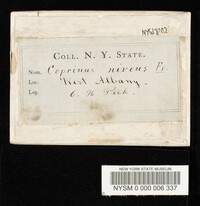 COLL. N. Y. STATE.
Nom. Coprinus niveus Fr.
Loc. West Albany.
Leg. C. H. Peck
NEW YORK STATE MUSEUM
NYSM 0 000 006 337